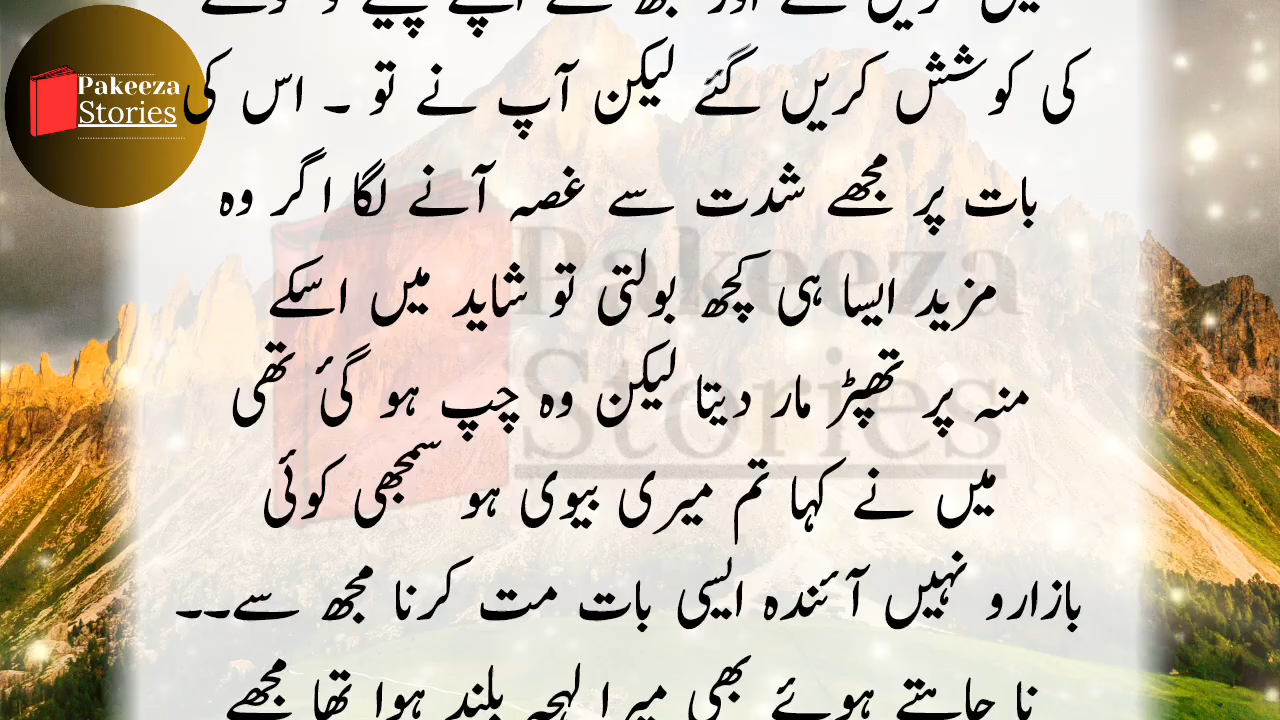 Pakeeza
Stories
کی کوشش کریں گئے لیکن آپ نے تو ۔ اس کی
بات پر مجھے شدت سے غصہ آنے لگا اگر وہ
مزید ایسا ہی کچھ بولتی تو شاید میں اسکے
منہ پر تھپڑ مار دیتا لیکن وہ چپ ہو گئ تھی
میں نے کہا تم میری بیوی ہو سمجھی کوئی
بازارو نہیں آئندہ ایسی بات مت کرنا مجھ سے۔۔
نا چاہتے ہوئے بھی میرا لہجہ بلند ہوا تھا مجھے
Pakeeza
Stories